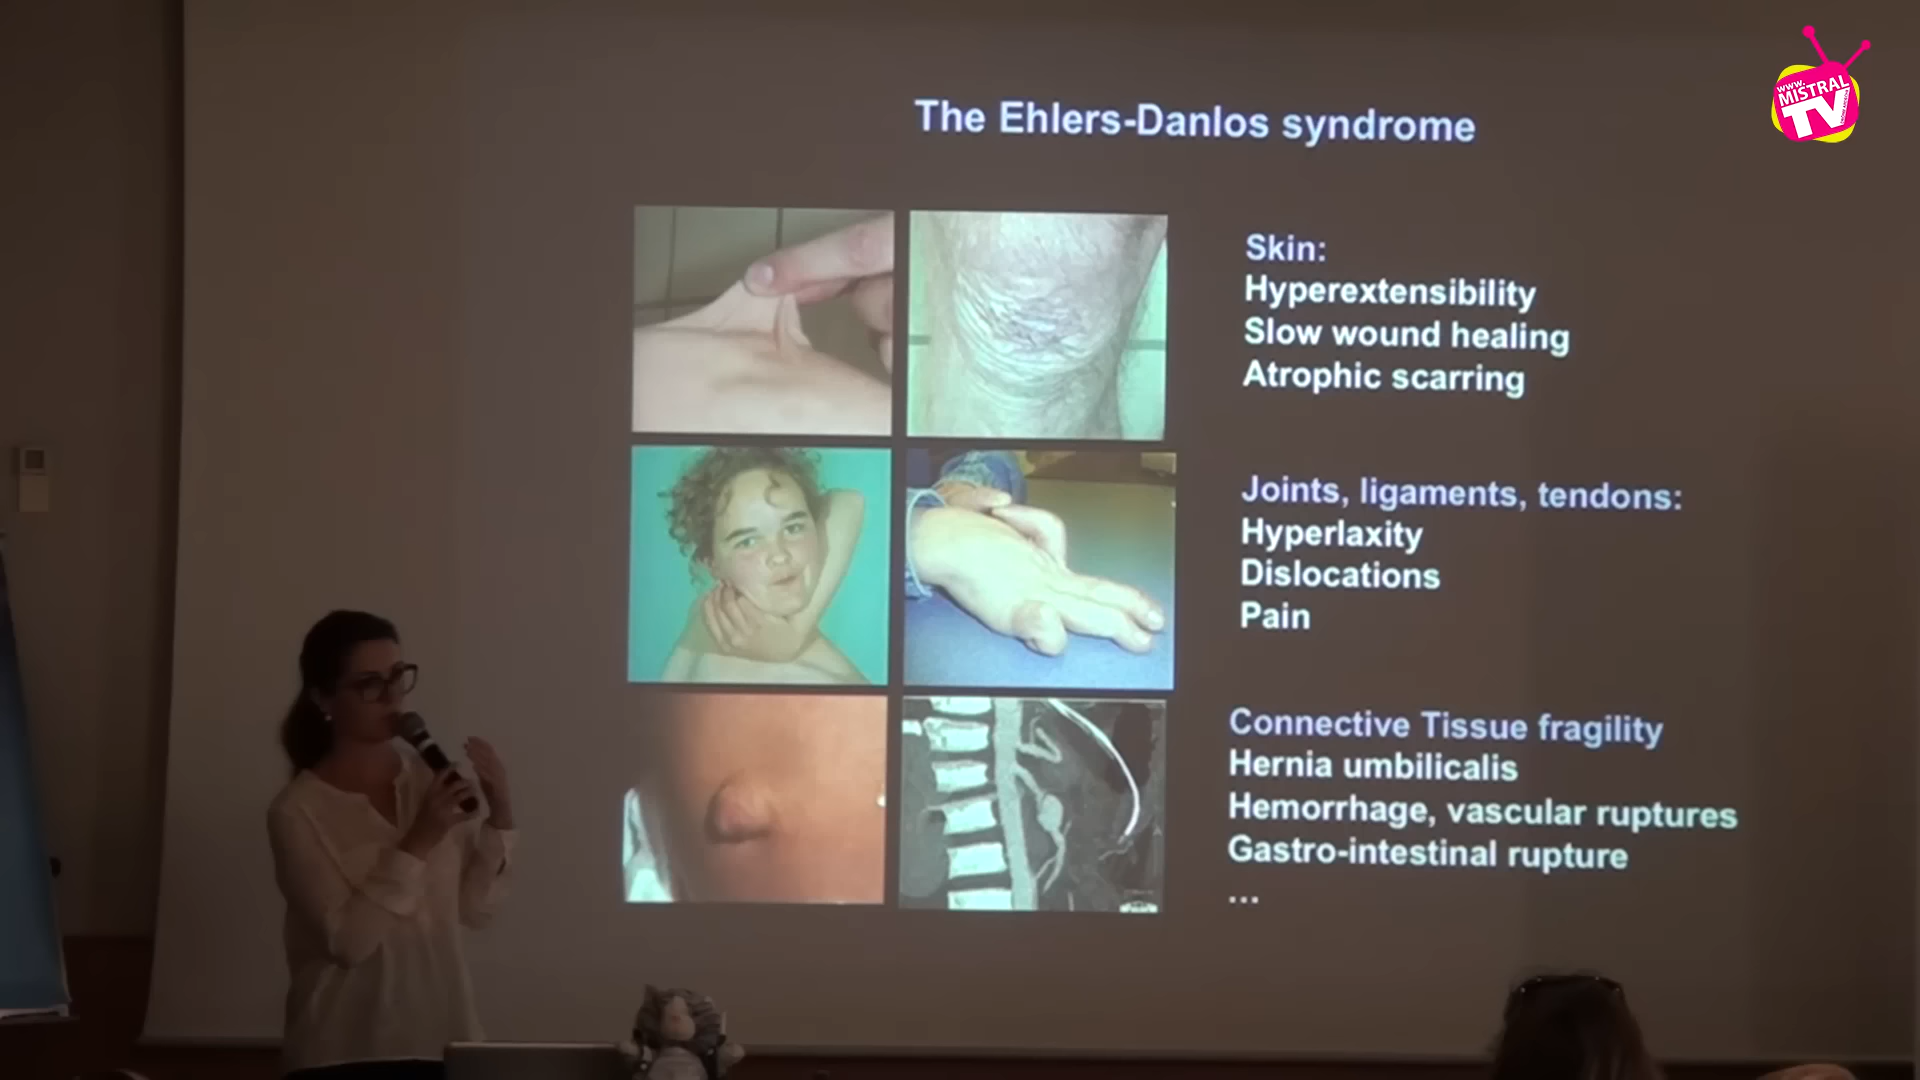 The Ehlers-Danlos syndrome
Skin:
Hyperextensibility
Slow wound healing
Atrophic scarring
Joints, ligaments, tendons:
Hyperlaxity
Dislocations
Pain
Connective Tissue fragility
Hernia umbilicalis
Hemorrhage, vascular ruptures
Gastro-intestinal rupture
...
www.
MISTRAL
TV